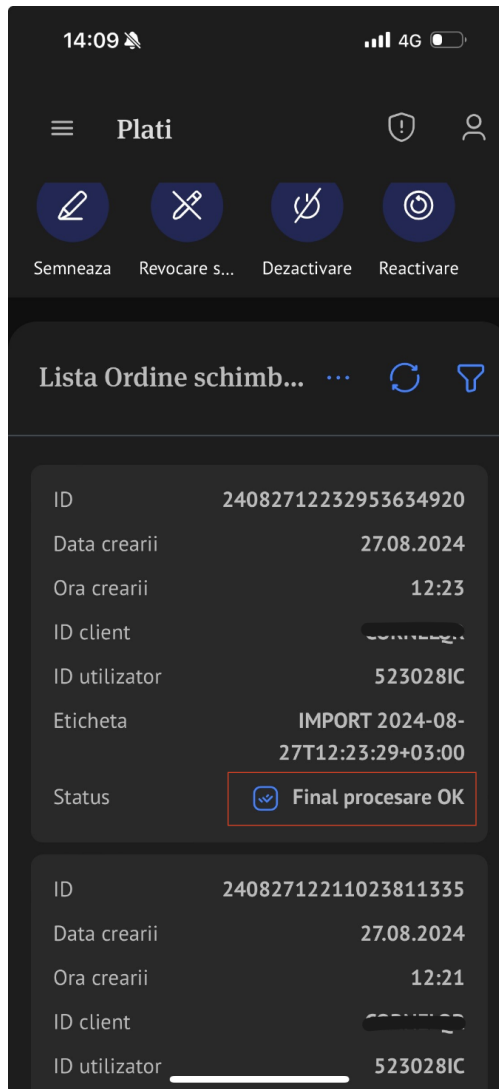 14:09
4G
Plati
Semneaza Revocare s... Dezactivare Reactivare
Lista Ordine schimb... ...
ID 24082712232953634920
Data crearii 27.08.2024
Ora crearii 12:23
ID client
ID utilizator 523028IC
Eticheta IMPORT 2024-08-
27T12:23:29+03:00
Status Final procesare OK
ID 24082712211023811335
Data crearii 27.08.2024
Ora crearii 12:21
ID client
ID utilizator 523028IC